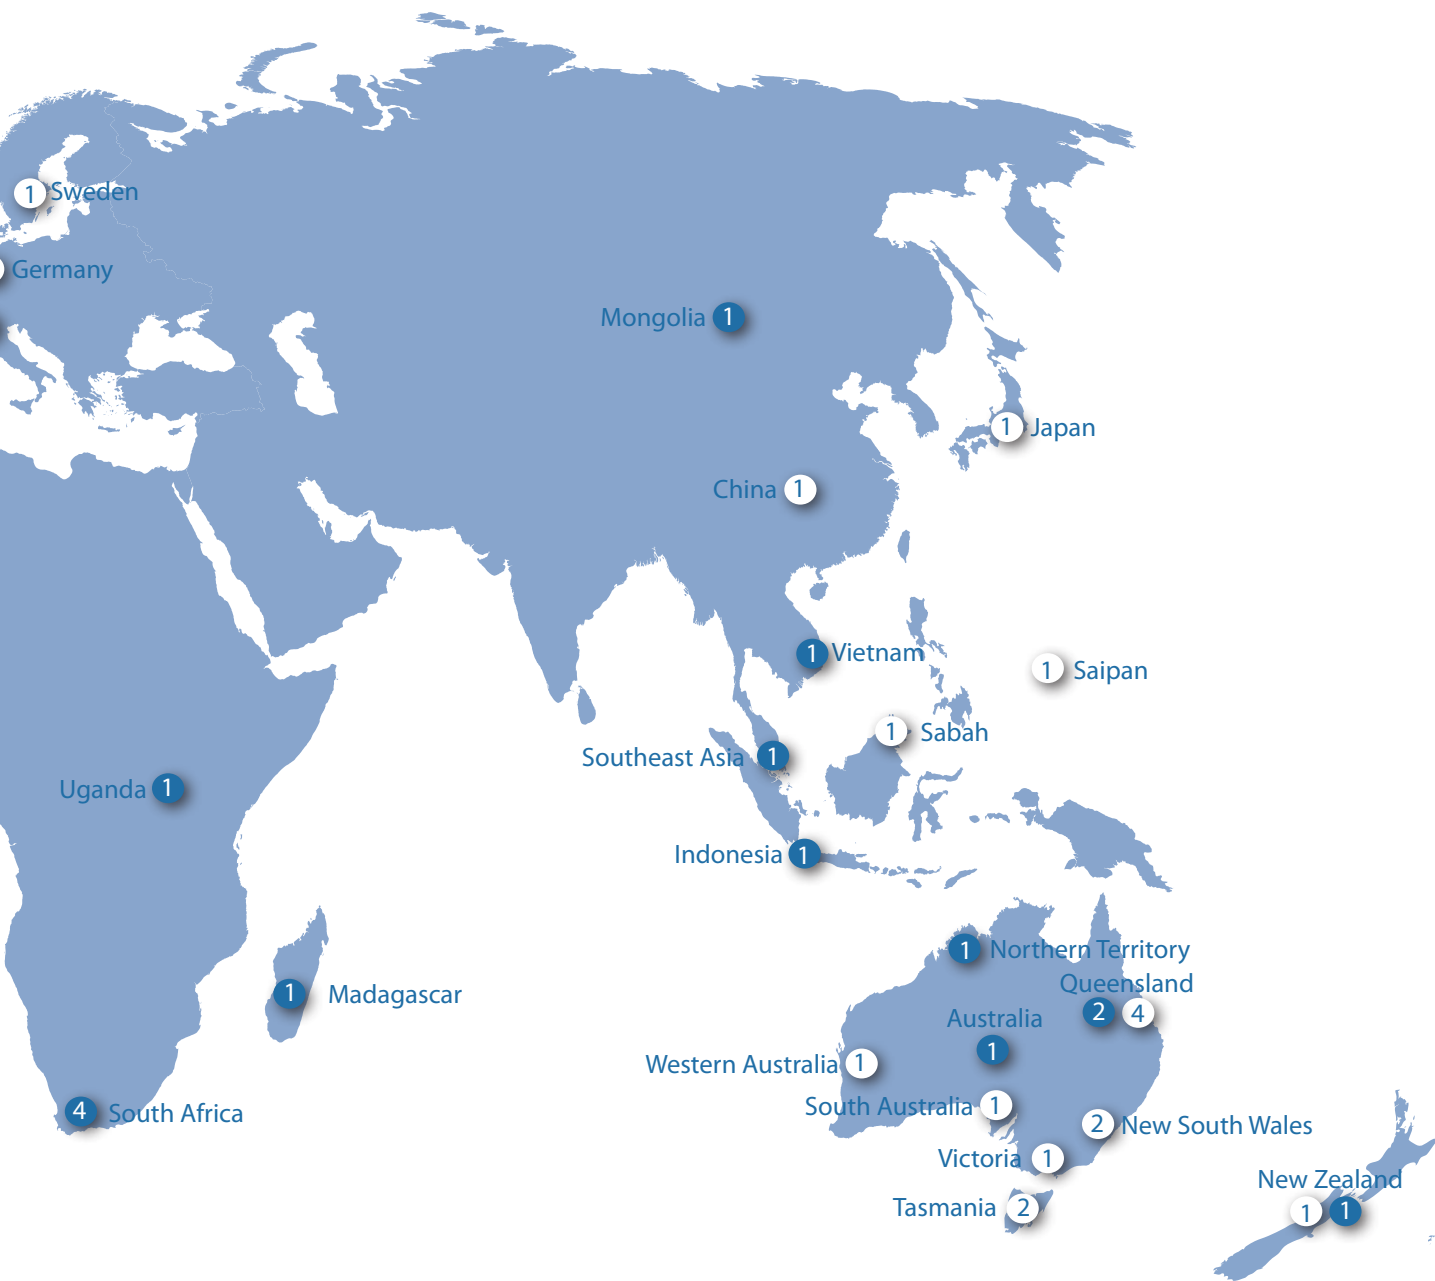 1 Sweden
Germany
Mongolia 1
1 Japan
China 1
1 Vietnam
1 Saipan
1 Sabah
Southeast Asia 1
Uganda 1
Indonesia 1
1 Northern Territory
Queensland
2 4
1 Madagascar
Australia
1
Western Australia 1
South Australia 1
4 South Africa
2 New South Wales
Victoria 1
New Zealand
1 1
Tasmania 2